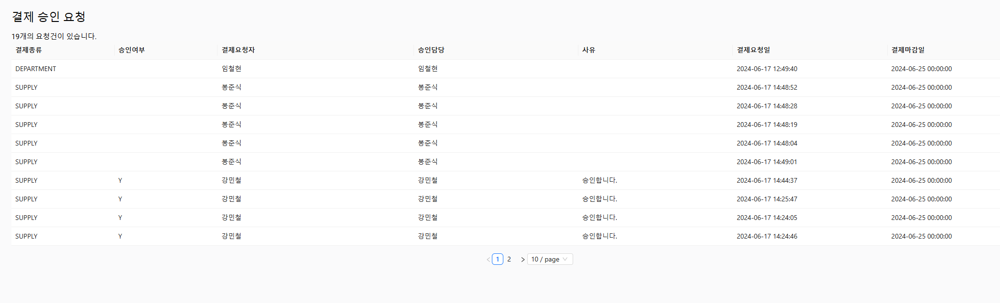 결제 승인 요청
19개의 요청건이 있습니다.
결제종류 승인여부 결제요청자 승인담당 사유 결제요청일 결제마감일
DEPARTMENT 임철현 임철현 2024-06-17 12:49:40 2024-06-25 00:00:00
SUPPLY 봉준식 봉준식 2024-06-17 14:48:52 2024-06-25 00:00:00
SUPPLY 봉준식 봉준식 2024-06-17 14:48:28 2024-06-25 00:00:00
SUPPLY 봉준식 봉준식 2024-06-17 14:48:19 2024-06-25 00:00:00
SUPPLY 봉준식 봉준식 2024-06-17 14:48:04 2024-06-25 00:00:00
SUPPLY 봉준식 봉준식 2024-06-17 14:49:01 2024-06-25 00:00:00
SUPPLY Y 강민철 강민철 승인합니다. 2024-06-17 14:44:37 2024-06-25 00:00:00
SUPPLY Y 강민철 강민철 승인합니다. 2024-06-17 14:25:47 2024-06-25 00:00:00
SUPPLY Y 강민철 강민철 승인합니다. 2024-06-17 14:24:05 2024-06-25 00:00:00
SUPPLY Y 강민철 강민철 승인합니다. 2024-06-17 14:24:46 2024-06-25 00:00:00
< 1 2 > 10 / page